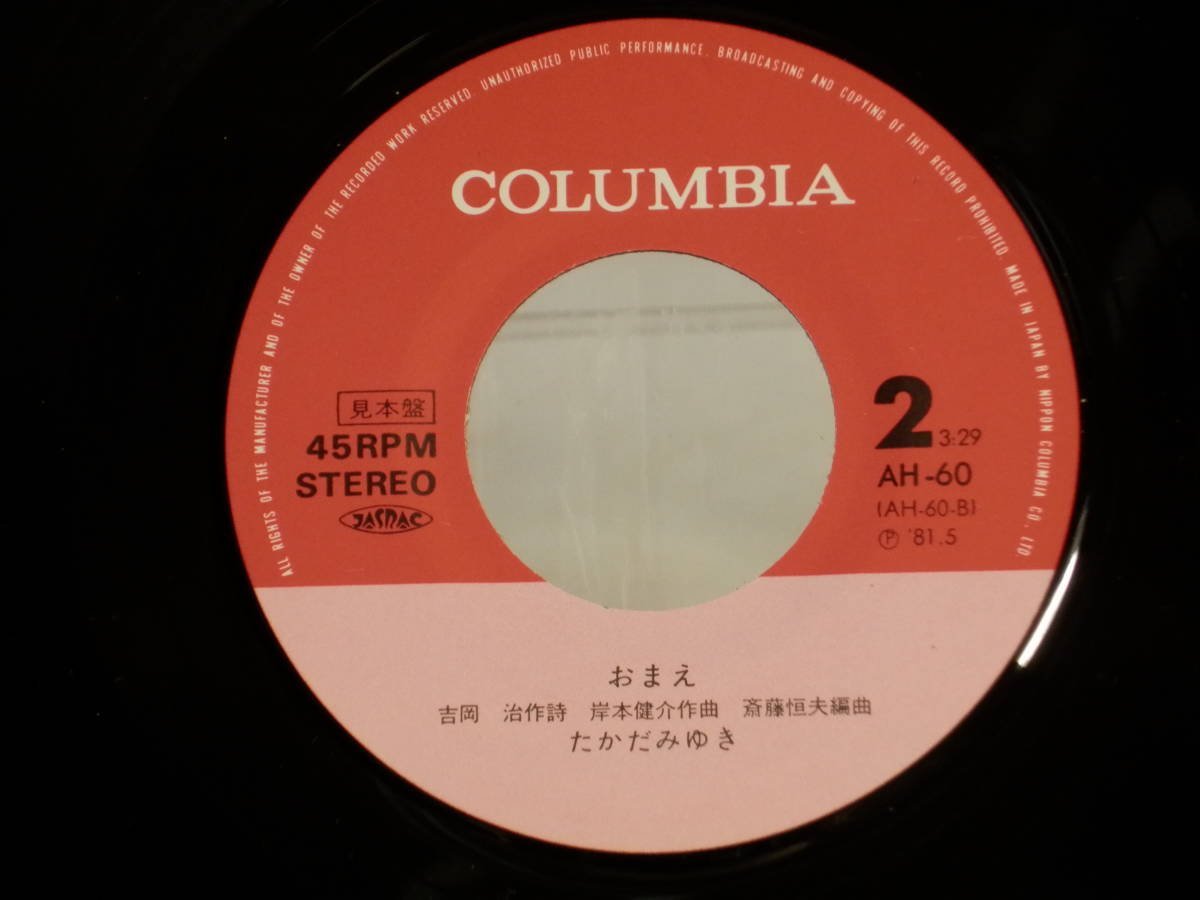 ALL RIGHTS OF THE MANUFACTURER AND OF THE OWNER OF THE RECORDED WORK RESERVED. UNAUTHORIZED PUBLIC PERFORMANCE. BROADCASTING AND COPYING OF THIS RECORD PROHIBITED. MADE IN JAPAN BY NIPPON COLUMBIA CO., LTD.
COLUMBIA
見本盤
45RPM
STEREO
JASRAC
2 3:29
AH-60
(AH-60-B)
Ⓟ '81.5
おまえ
吉岡 治作詩 岸本健介作曲 斎藤恒夫編曲
たかだみゆき